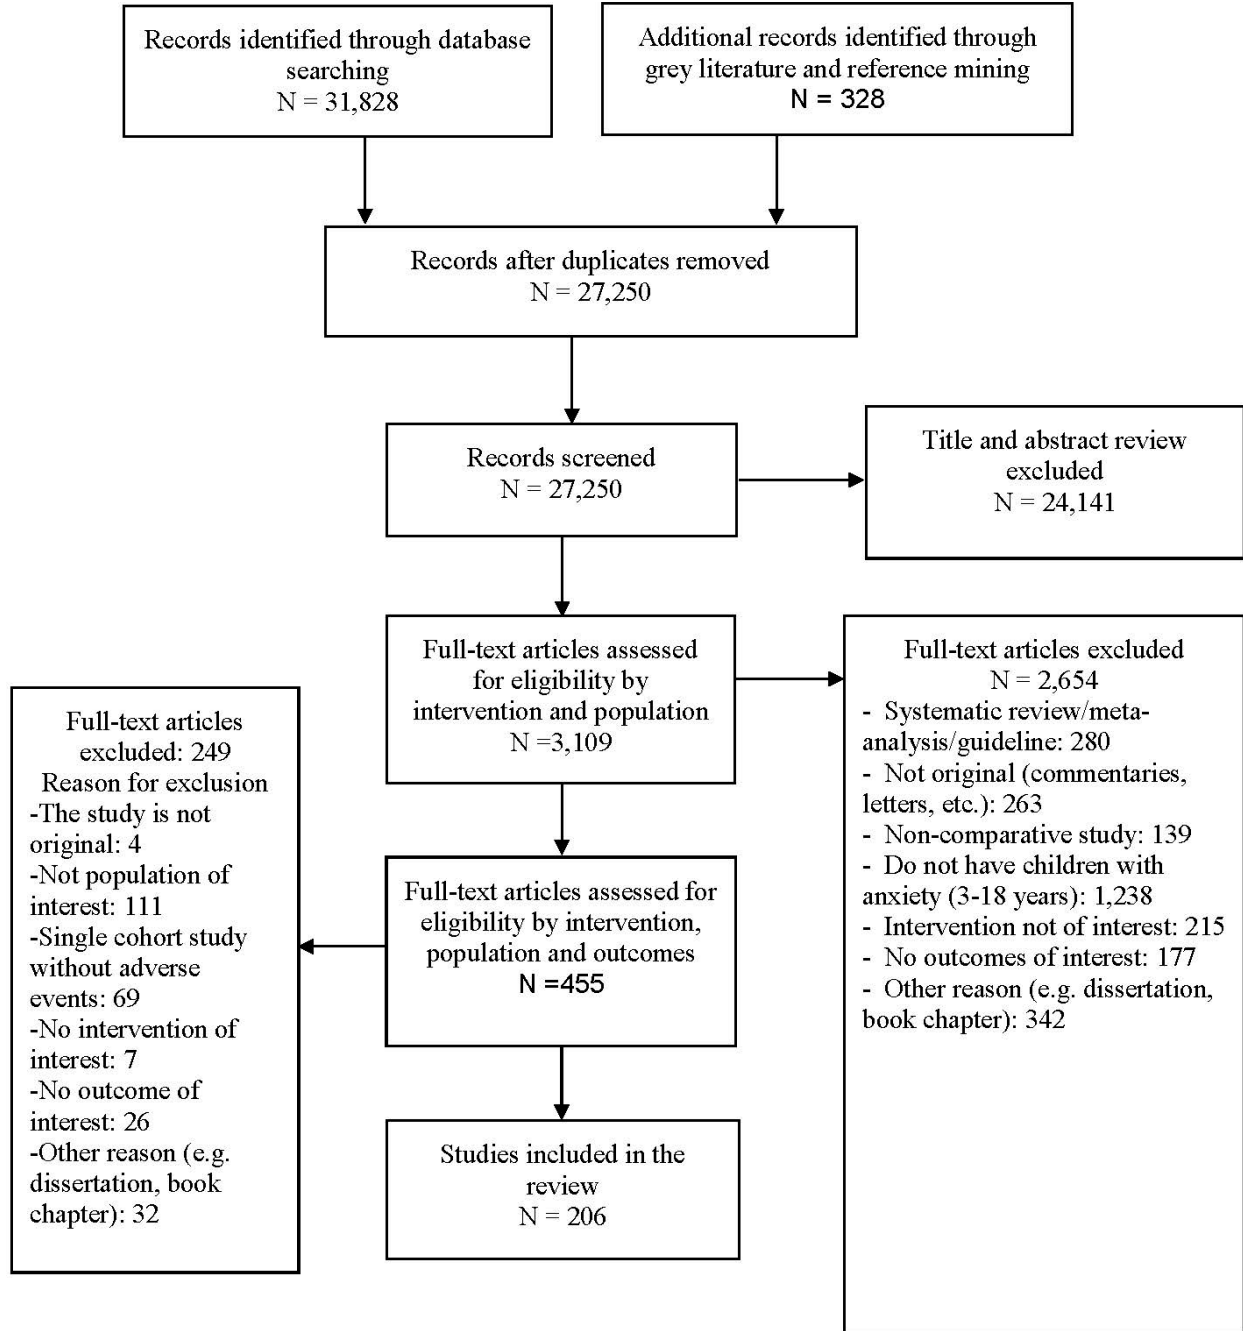 Records identified through database
searching
N = 31,828
Additional records identified through
grey literature and reference mining
N = 328
Records after duplicates removed
N = 27,250
Records screened
N = 27,250
Title and abstract review
excluded
N = 24,141
Full-text articles assessed
for eligibility by
intervention and population
N =3,109
Full-text articles excluded
N = 2,654
- Systematic review/meta-
analysis/guideline: 280
- Not original (commentaries,
letters, etc.): 263
- Non-comparative study: 139
- Do not have children with
anxiety (3-18 years): 1,238
- Intervention not of interest: 215
- No outcomes of interest: 177
- Other reason (e.g. dissertation,
book chapter): 342
Full-text articles
excluded: 249
Reason for exclusion
-The study is not
original: 4
-Not population of
interest: 111
-Single cohort study
without adverse
events: 69
-No intervention of
interest: 7
-No outcome of
interest: 26
-Other reason (e.g.
dissertation, book
chapter): 32
Full-text articles assessed for
eligibility by intervention,
population and outcomes
N =455
Studies included in the
review
N = 206